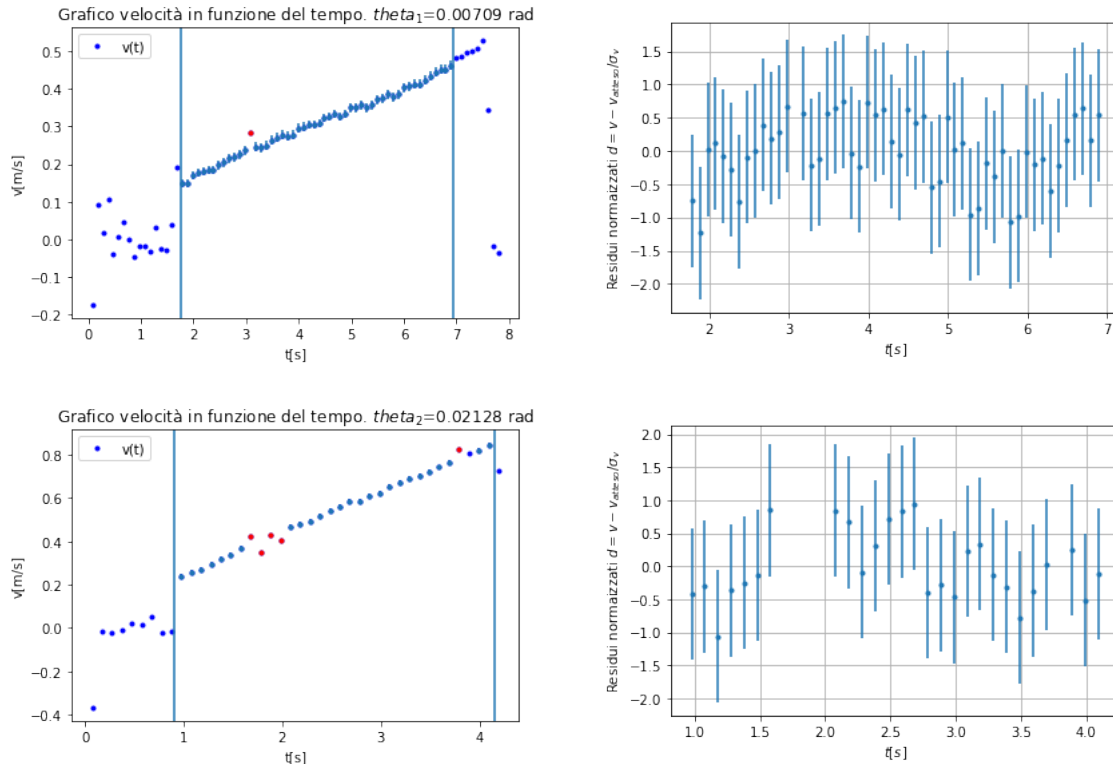 Grafico velocità in funzione del tempo. theta₁=0.00709 rad
v(t)
v[m/s]
0.5
0.4
0.3
0.2
0.1
0.0
−0.1
−0.2
0 1 2 3 4 5 6 7 8
t[s]
Residui normaizzati d = v − vₐₜₜₑₛₒ/σᵥ
1.5
1.0
0.5
0.0
−0.5
−1.0
−1.5
−2.0
2 3 4 5 6 7
t[s]
Grafico velocità in funzione del tempo. theta₂=0.02128 rad
v(t)
v[m/s]
0.8
0.6
0.4
0.2
0.0
−0.2
−0.4
0 1 2 3 4
t[s]
Residui normaizzati d = v − vₐₜₜₑₛₒ/σᵥ
2.0
1.5
1.0
0.5
0.0
−0.5
−1.0
−1.5
−2.0
1.0 1.5 2.0 2.5 3.0 3.5 4.0
t[s]